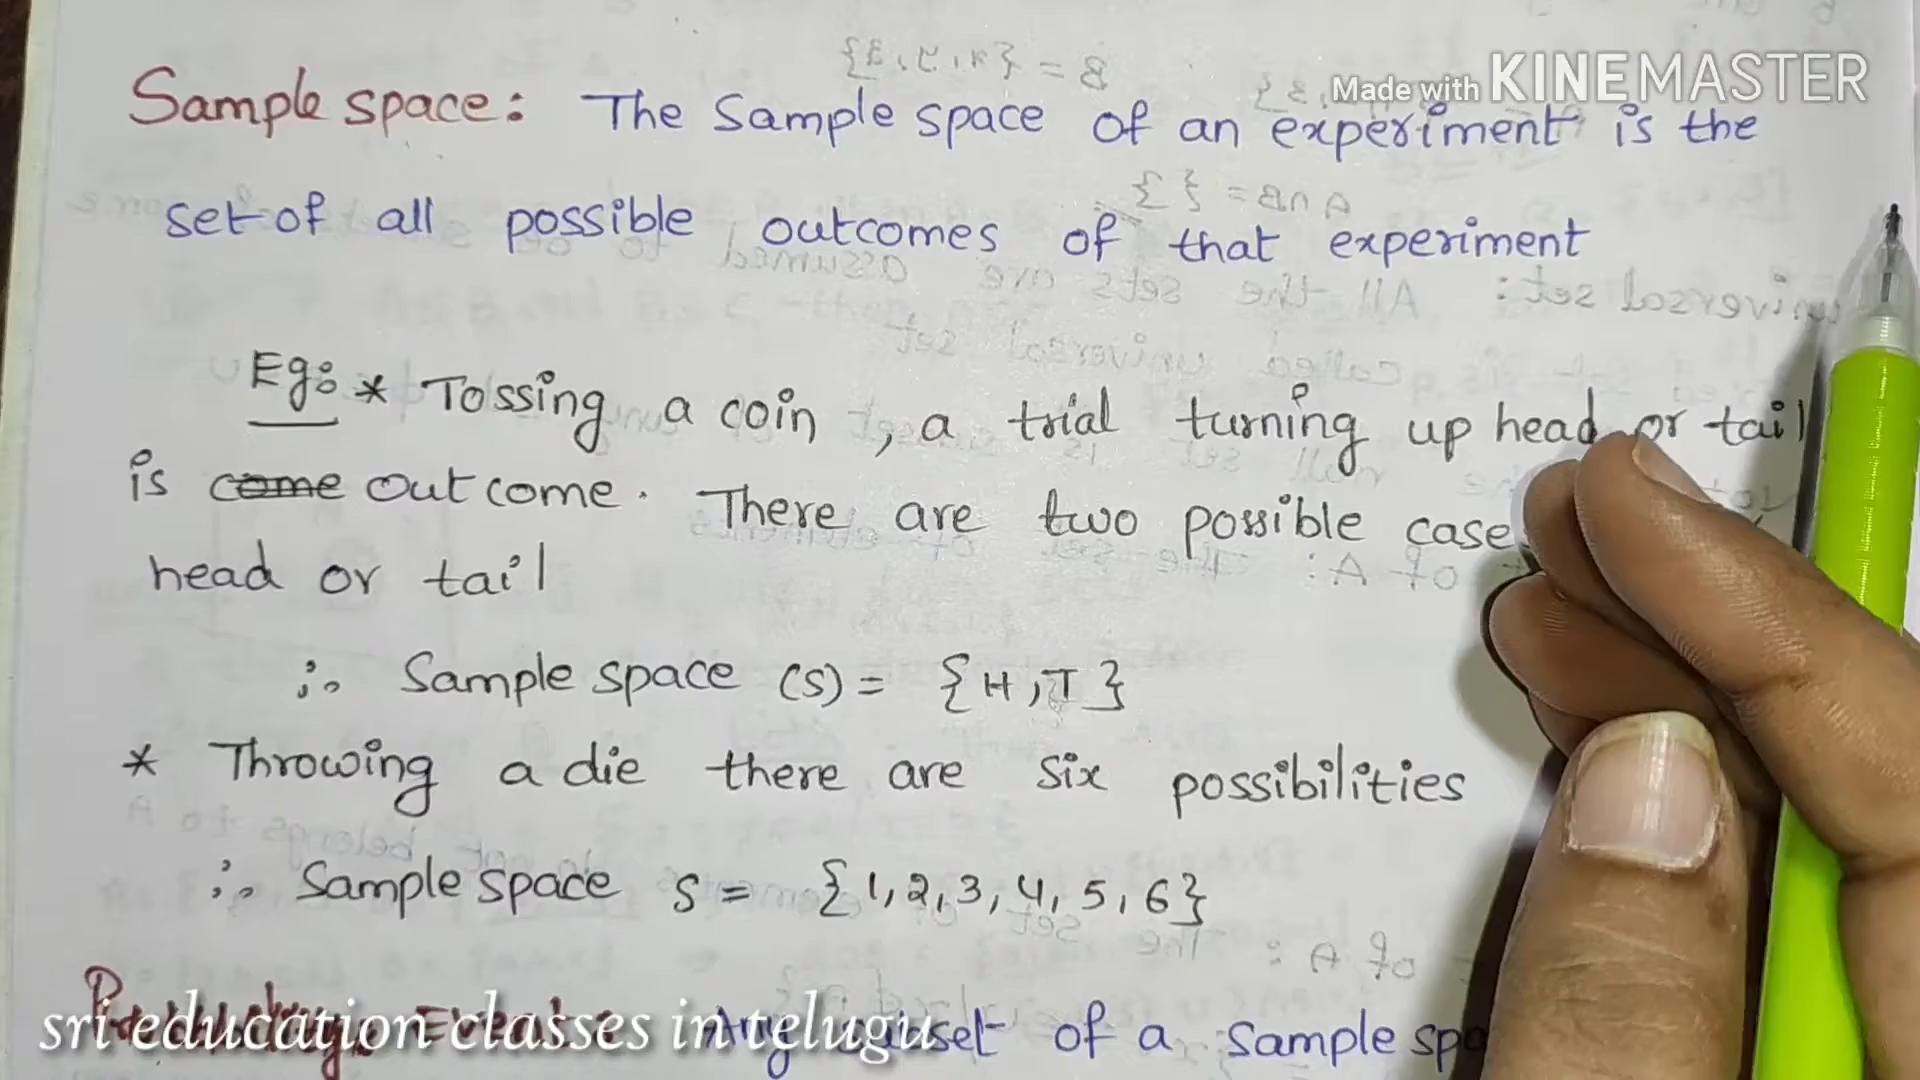 Made with KINEMASTER
Sample space: The Sample space of an experiment is the
set of all possible outcomes of that experiment
Eg: * Tossing a coin, a trial turning up head or tail
is come outcome. There are two possible case
head or tail
∴ Sample space (S) = {H,T}
* Throwing a die there are six possibilities
∴ Sample space S = {1,2,3,4,5,6}
Any subset of a sample
sri education classes in telugu